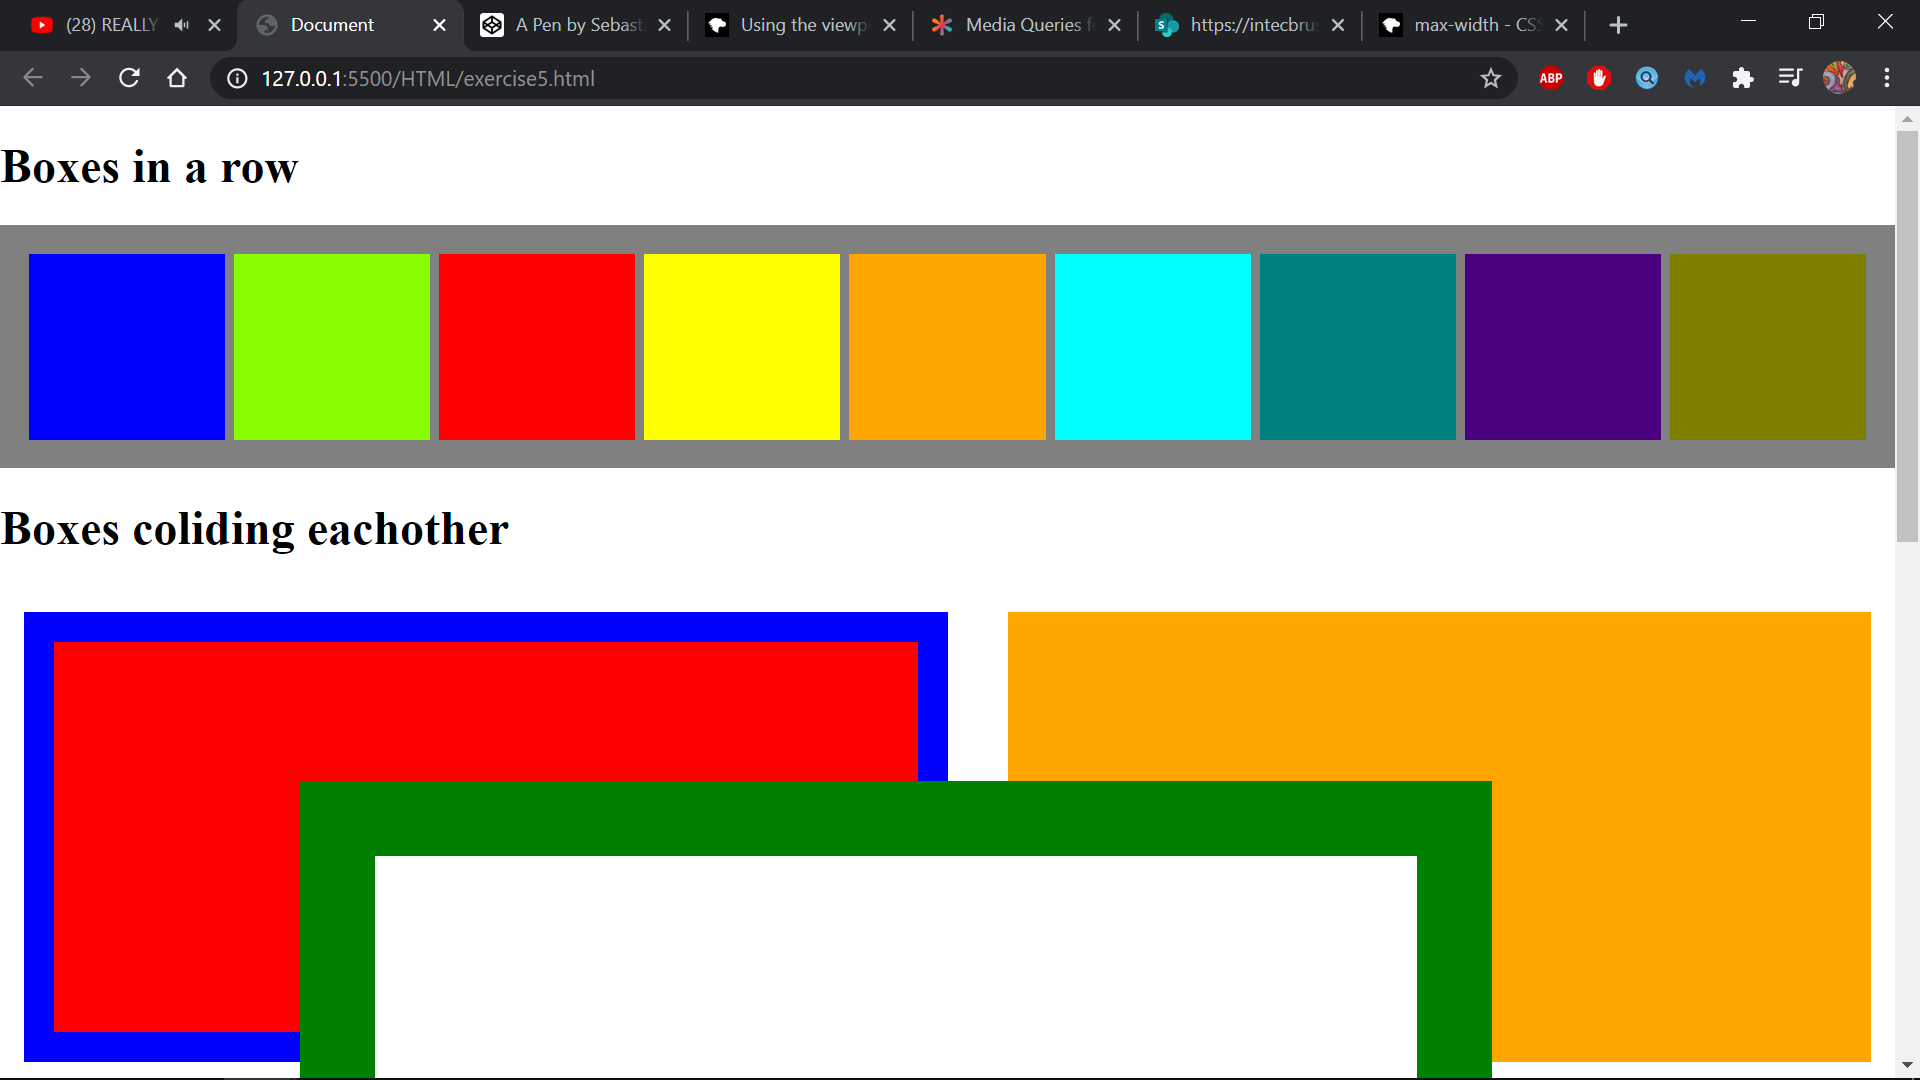 (28) REALLY
Document
A Pen by Sebast
Using the viewp
Media Queries f
https://intecbru
max-width - CS
127.0.0.1:5500/HTML/exercise5.html
ABP
Boxes in a row
Boxes coliding eachother